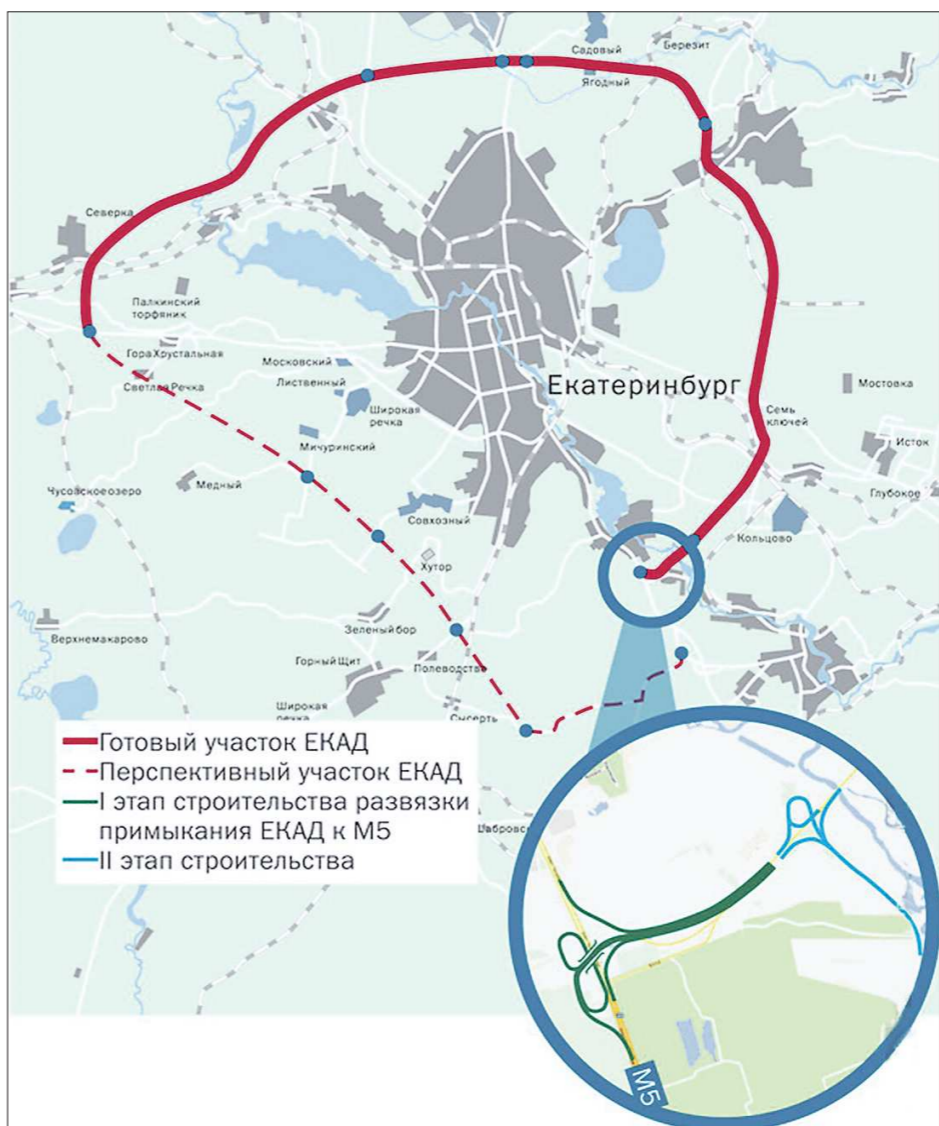 Садовый
Березит
Ягодный
Северка
Палкинский
торфяник
Гора Хрустальная
Светлая Речка
Московский
Лиственный
Широкая
речка
Мичуринский
Екатеринбург
Мостовка
Семь
ключей
Исток
Глубокое
Медный
Чусовское озеро
Совхозный
Кольцово
Хутор
Зеленый бор
Верхнемакарово
Горный Щит
Полеводство
Широкая
речка
Сысерть
Готовый участок ЕКАД
Перспективный участок ЕКАД
I этап строительства развязки
примыкания ЕКАД к М5
II этап строительства
М5